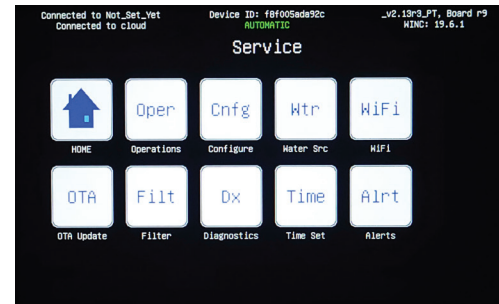 Connected to Not_Set_Yet
Connected to cloud
Device ID: f8f005ada92c
AUTOMATIC
_v2.13r3_PT, Board r9
WINC: 19.6.1
Service
Oper Cnfg Wtr WiFi
HOME Operations Configure Water Src WiFi
OTA Filt Dx Time Alrt
OTA Update Filter Diagnostics Time Set Alerts